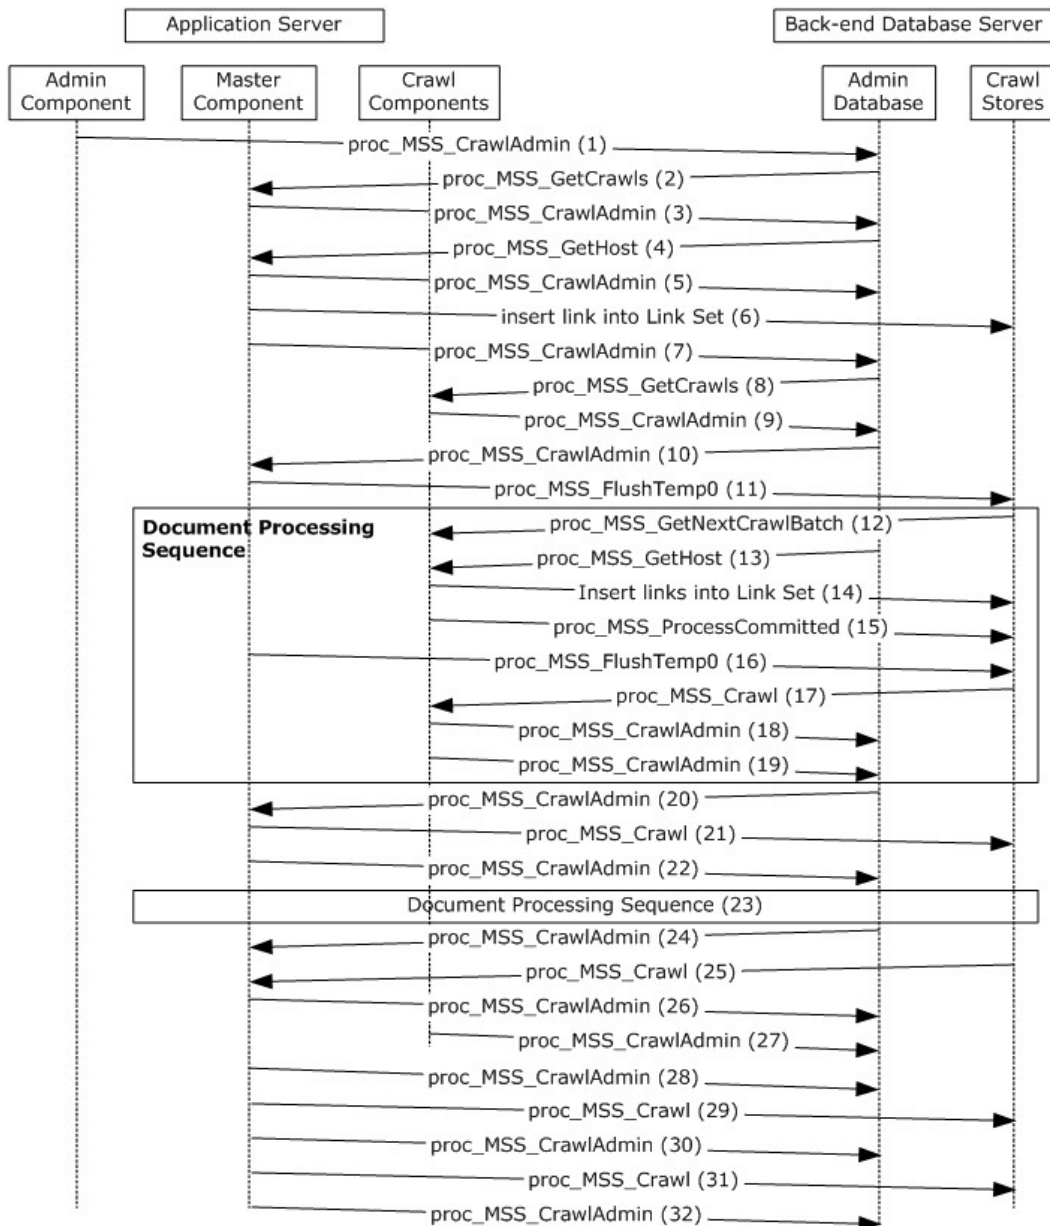 Application Server
Back-end Database Server
Admin
Component
Master
Component
Crawl
Components
Admin
Database
Crawl
Stores
proc_MSS_CrawlAdmin (1)
proc_MSS_GetCrawls (2)
proc_MSS_CrawlAdmin (3)
proc_MSS_GetHost (4)
proc_MSS_CrawlAdmin (5)
insert link into Link Set (6)
proc_MSS_CrawlAdmin (7)
proc_MSS_GetCrawls (8)
proc_MSS_CrawlAdmin (9)
proc_MSS_CrawlAdmin (10)
proc_MSS_FlushTemp0 (11)
Document Processing
Sequence
proc_MSS_GetNextCrawlBatch (12)
proc_MSS_GetHost (13)
Insert links into Link Set (14)
proc_MSS_ProcessCommitted (15)
proc_MSS_FlushTemp0 (16)
proc_MSS_Crawl (17)
proc_MSS_CrawlAdmin (18)
proc_MSS_CrawlAdmin (19)
proc_MSS_CrawlAdmin (20)
proc_MSS_Crawl (21)
proc_MSS_CrawlAdmin (22)
Document Processing Sequence (23)
proc_MSS_CrawlAdmin (24)
proc_MSS_Crawl (25)
proc_MSS_CrawlAdmin (26)
proc_MSS_CrawlAdmin (27)
proc_MSS_CrawlAdmin (28)
proc_MSS_Crawl (29)
proc_MSS_CrawlAdmin (30)
proc_MSS_Crawl (31)
proc_MSS_CrawlAdmin (32)